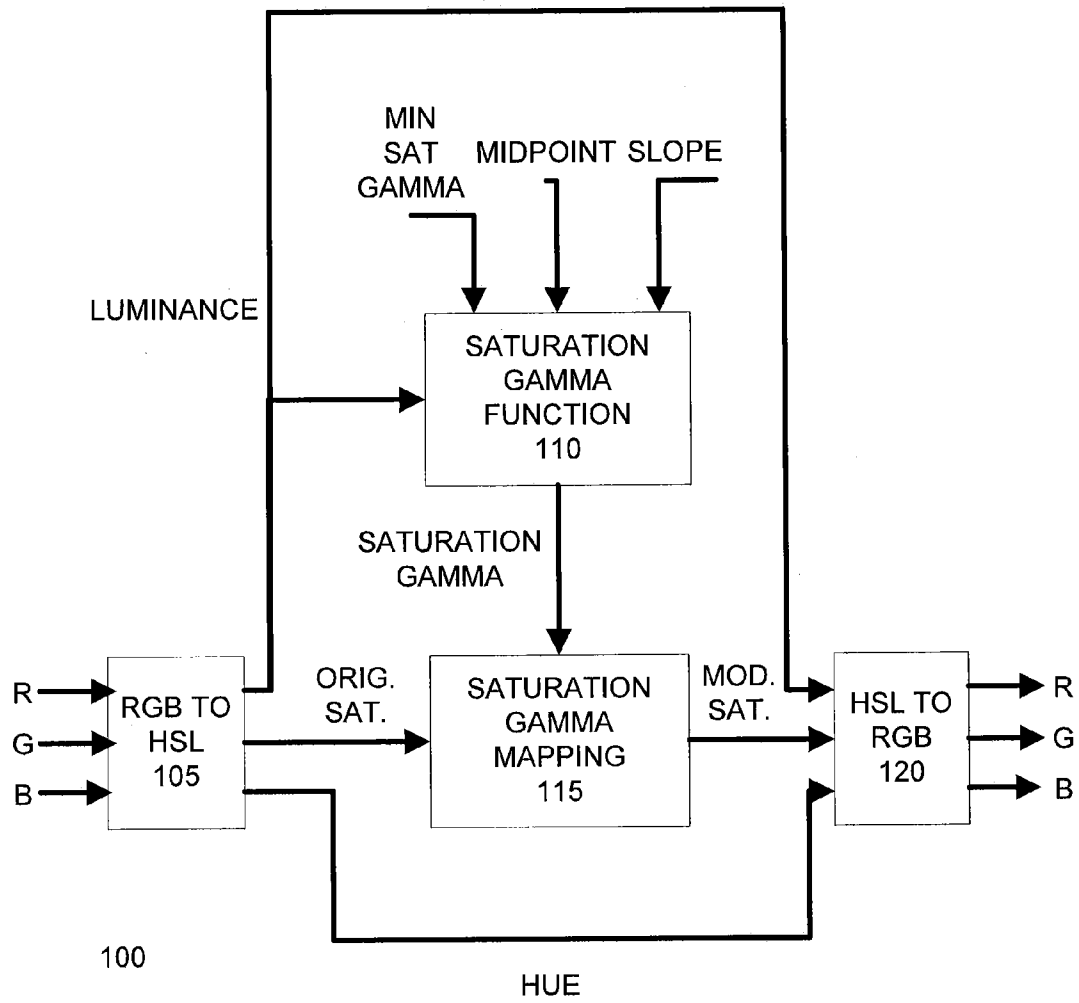 MIN
SAT
GAMMA
MIDPOINT SLOPE
LUMINANCE
SATURATION
GAMMA
FUNCTION
110
SATURATION
GAMMA
R
G
B
RGB TO
HSL
105
ORIG.
SAT.
SATURATION
GAMMA
MAPPING
115
MOD.
SAT.
HSL TO
RGB
120
R
G
B
100
HUE